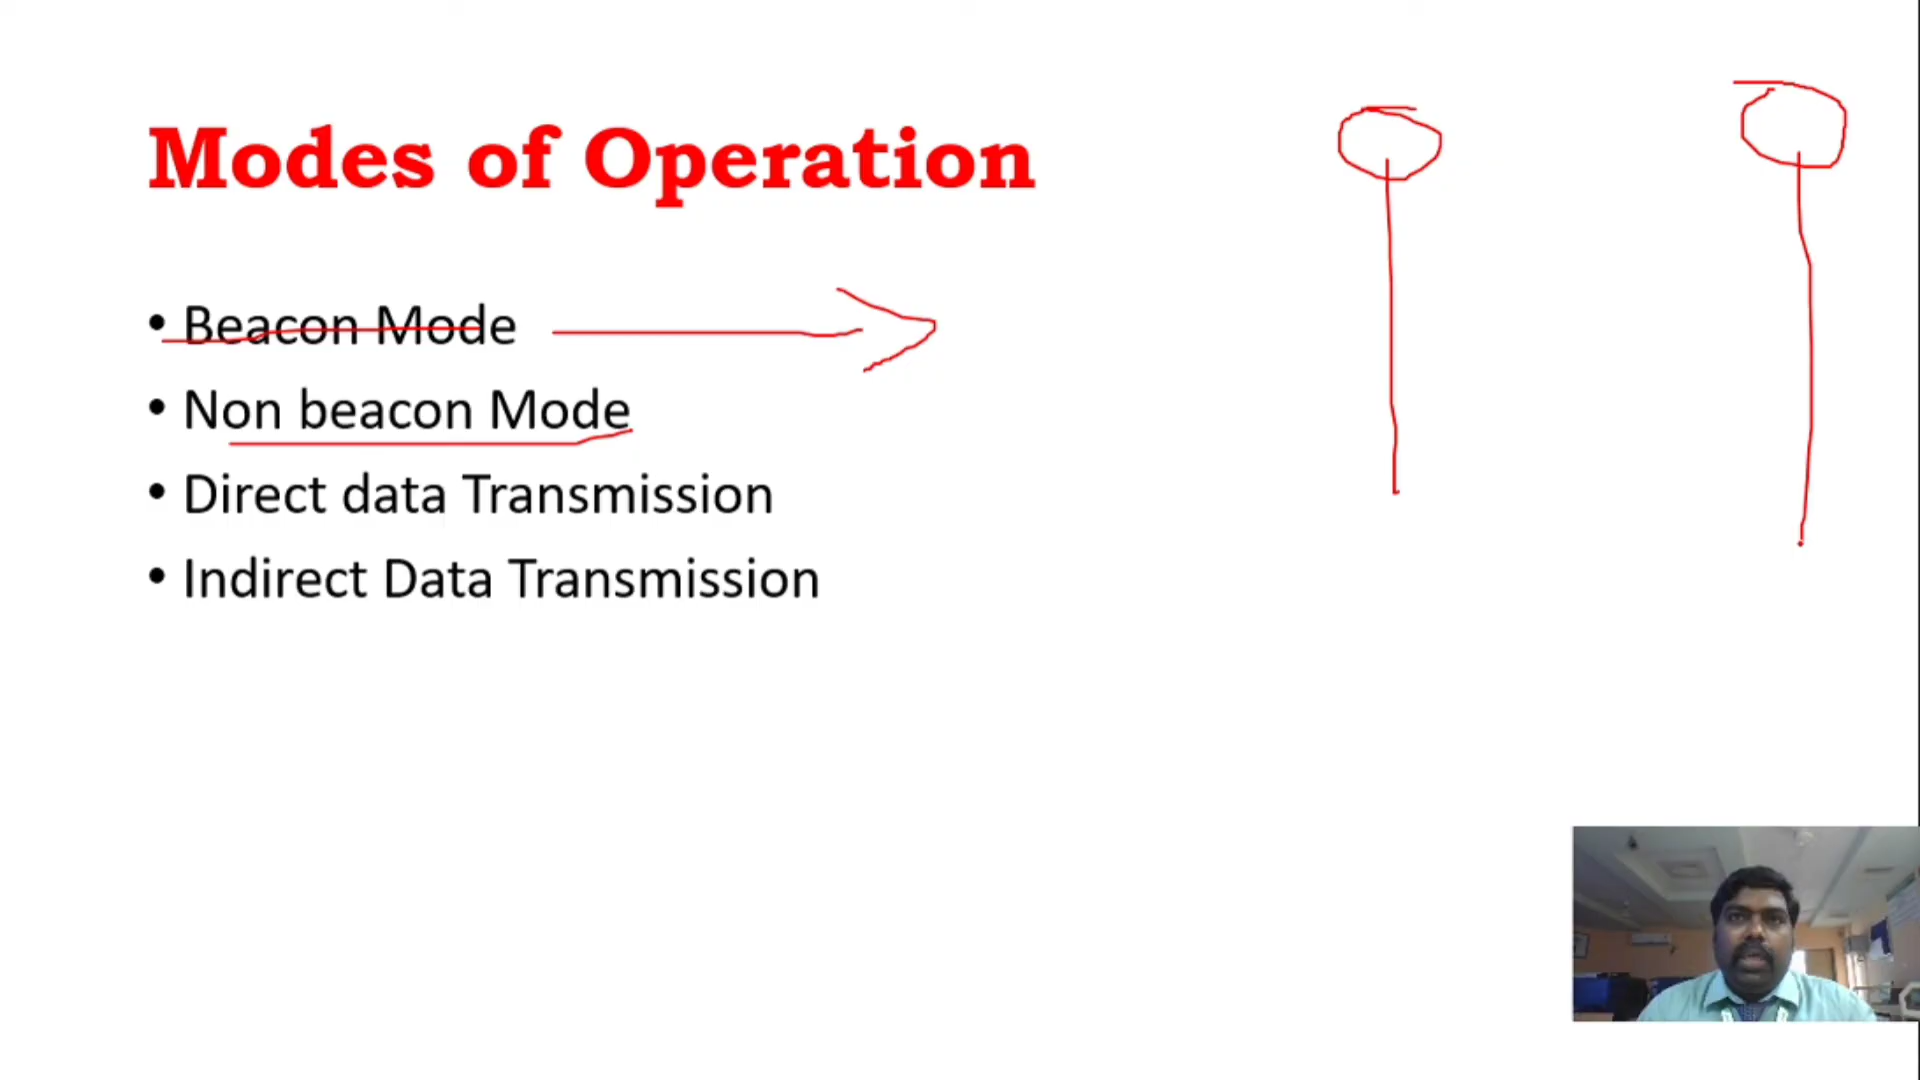 Modes of Operation
• Beacon Mode
• Non beacon Mode
• Direct data Transmission
• Indirect Data Transmission